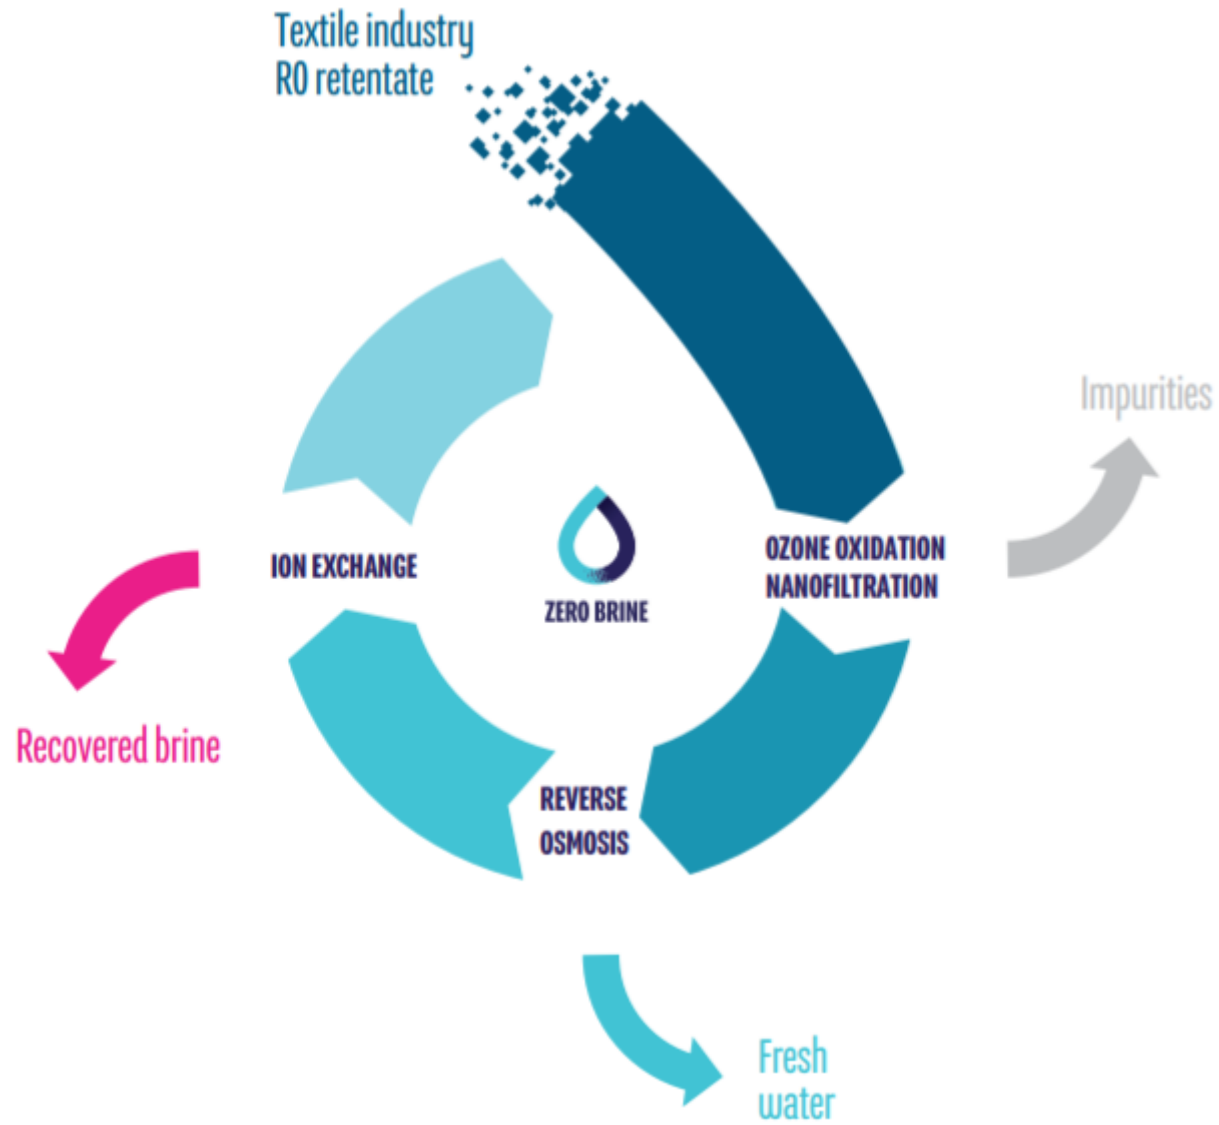 Textile industry
RO retentate
Impurities
OZONE OXIDATION
NANOFILTRATION
ION EXCHANGE
ZERO BRINE
Recovered brine
REVERSE
OSMOSIS
Fresh
water